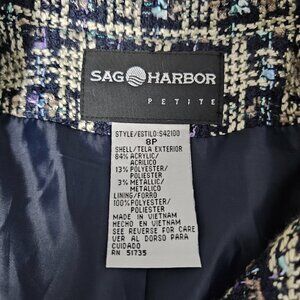 SAG HARBOR
PETITE
STYLE/ESTILO:S42100
8P
SHELL/TELA EXTERIOR
84% ACRYLIC/
ACRILICO
13% POLYESTER/
POLIESTER
3% METALLIC/
METALICO
LINING/FORRO
100% POLYESTER/
POLIESTER
MADE IN VIETNAM
HECHO EN VIETNAM
SEE REVERSE FOR CARE
VER AL DORSO PARA
CUIDADO
RN 51735